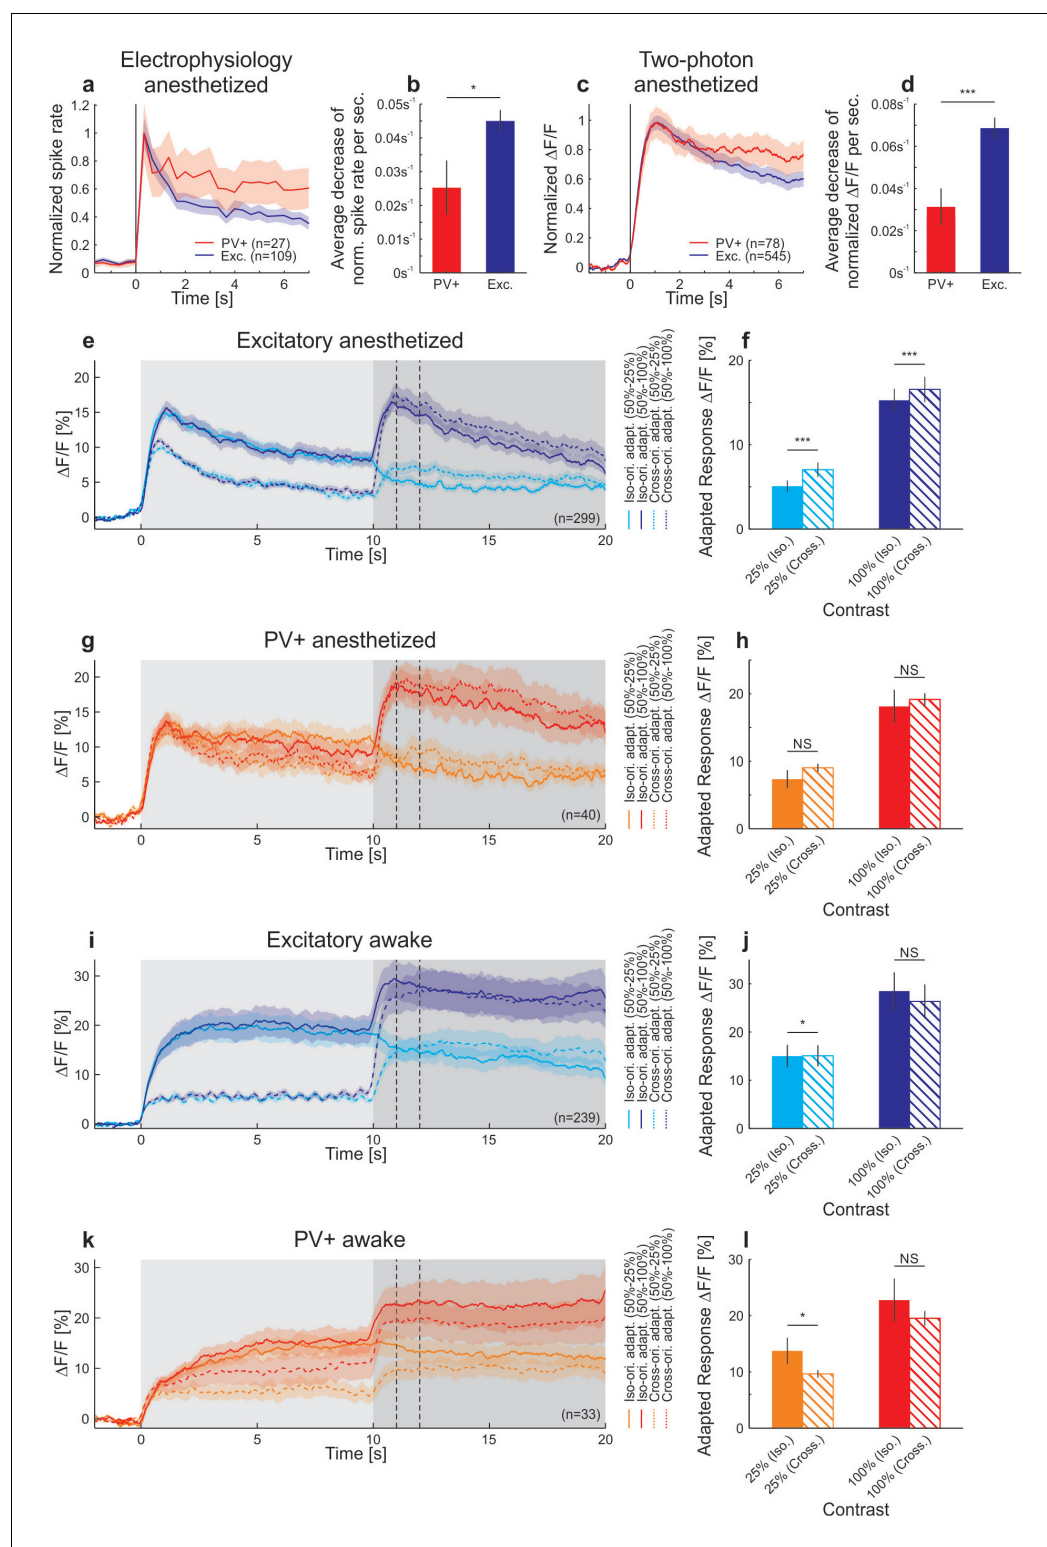 Electrophysiology
anesthetized
Two-photon
anesthetized
a
Normalized spike rate
1.2
1
0.8
0.6
0.4
0.2
0
PV+ (n=27)
Exc. (n=109)
0 2 4 6
Time [s]
b
Average decrease of
norm. spike rate per sec.
0.05s⁻¹
0.04s⁻¹
0.03s⁻¹
0.02s⁻¹
0.01s⁻¹
0s⁻¹
*
PV+ Exc.
c
Normalized ΔF/F
1
0.8
0.6
0.4
0.2
0
PV+ (n=78)
Exc. (n=545)
0 2 4 6
Time [s]
d
Average decrease of
normalized ΔF/F per sec.
0.08s⁻¹
0.06s⁻¹
0.04s⁻¹
0.02s⁻¹
0s⁻¹
***
PV+ Exc.
e
Excitatory anesthetized
ΔF/F [%]
20
15
10
5
0
(n=299)
0 5 10 15 20
Time [s]
Iso-ori. adapt. (50%-25%)
Iso-ori. adapt. (50%-100%)
Cross-ori. adapt. (50%-25%)
Cross-ori. adapt. (50%-100%)
f
Adapted Response ΔF/F [%]
20
10
0
***
***
25% (Iso.)
25% (Cross.)
100% (Iso.)
100% (Cross.)
Contrast
g
PV+ anesthetized
ΔF/F [%]
20
15
10
5
0
(n=40)
0 5 10 15 20
Time [s]
Iso-ori. adapt. (50%-25%)
Iso-ori. adapt. (50%-100%)
Cross-ori. adapt. (50%-25%)
Cross-ori. adapt. (50%-100%)
h
Adapted Response ΔF/F [%]
20
10
0
NS
NS
25% (Iso.)
25% (Cross.)
100% (Iso.)
100% (Cross.)
Contrast
i
Excitatory awake
ΔF/F [%]
30
20
10
0
(n=239)
0 5 10 15 20
Time [s]
Iso-ori. adapt. (50%-25%)
Iso-ori. adapt. (50%-100%)
Cross-ori. adapt. (50%-25%)
Cross-ori. adapt. (50%-100%)
j
Adapted Response ΔF/F [%]
30
20
10
0
*
NS
25% (Iso.)
25% (Cross.)
100% (Iso.)
100% (Cross.)
Contrast
k
PV+ awake
ΔF/F [%]
30
20
10
0
(n=33)
0 5 10 15 20
Time [s]
Iso-ori. adapt. (50%-25%)
Iso-ori. adapt. (50%-100%)
Cross-ori. adapt. (50%-25%)
Cross-ori. adapt. (50%-100%)
l
Adapted Response ΔF/F [%]
30
20
10
0
*
NS
25% (Iso.)
25% (Cross.)
100% (Iso.)
100% (Cross.)
Contrast